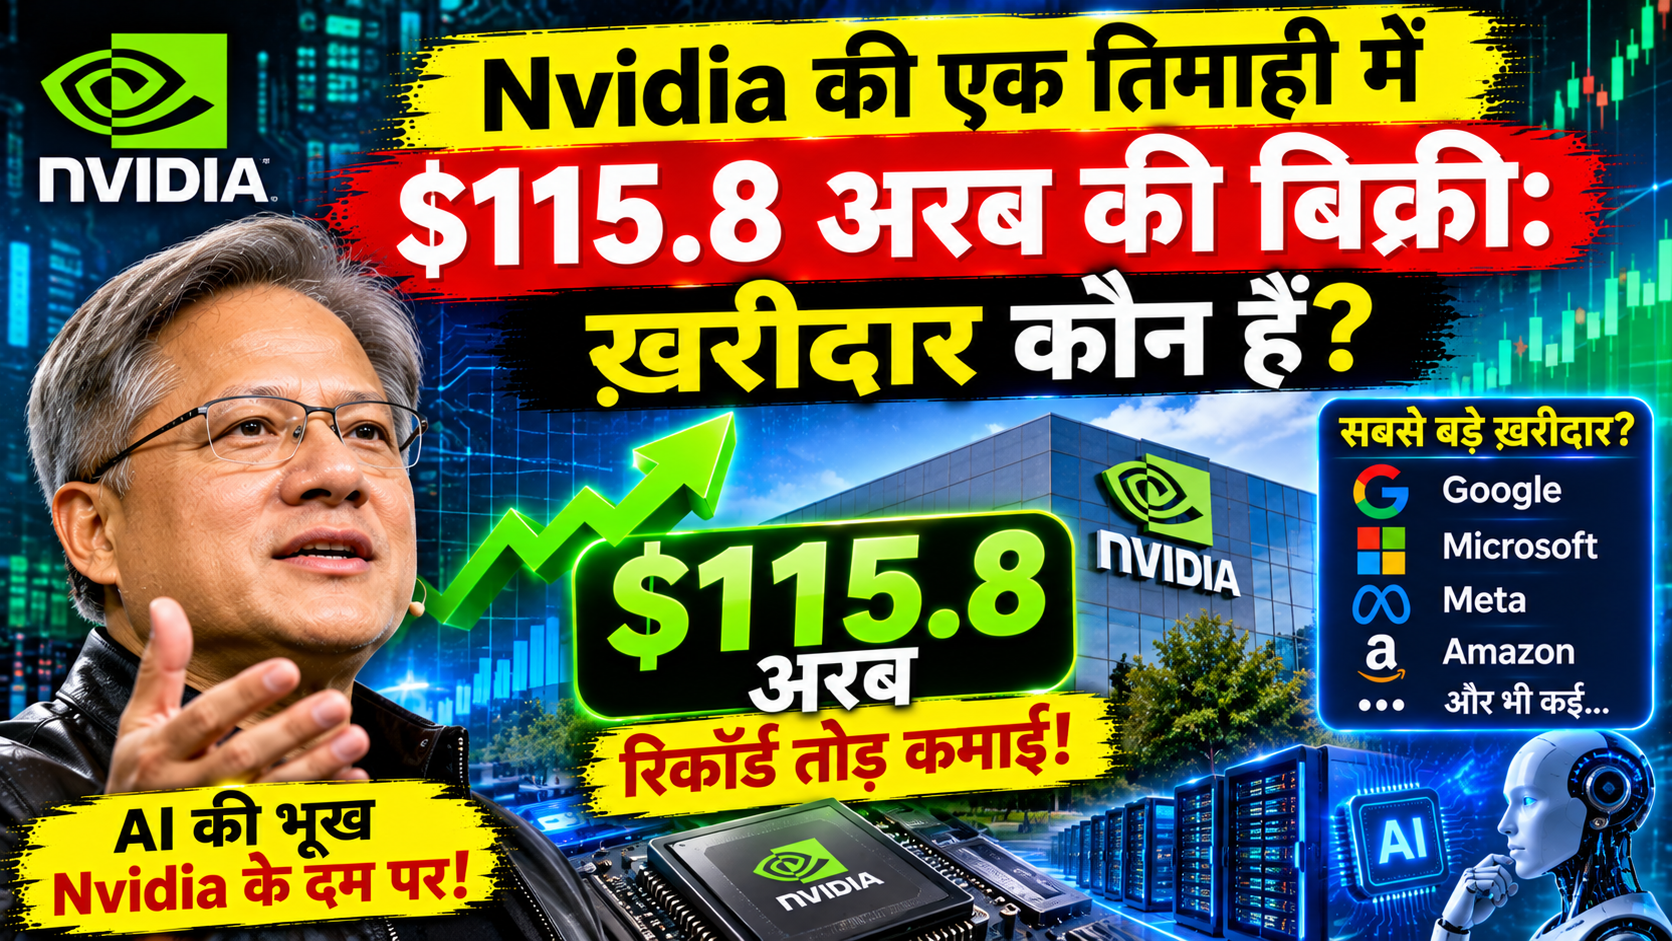 NVIDIA
Nvidia की एक तिमाही में
$115.8 अरब की बिक्री:
ख़रीदार कौन हैं?
सबसे बड़े ख़रीदार?
Google
Microsoft
Meta
Amazon
और भी कई...
NVIDIA
$115.8
अरब
रिकॉर्ड तोड़ कमाई!
AI की भूख
Nvidia के दम पर!
NVIDIA
AI